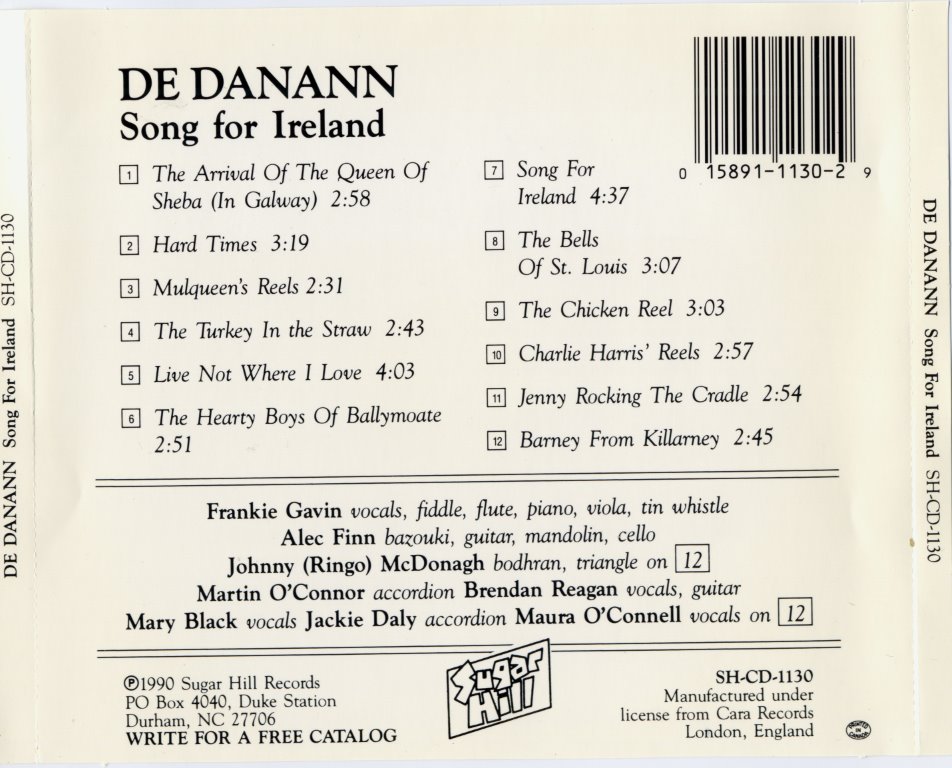 DE DANANN
Song for Ireland
1 The Arrival Of The Queen Of
Sheba (In Galway) 2:58
2 Hard Times 3:19
3 Mulqueen's Reels 2:31
4 The Turkey In the Straw 2:43
5 Live Not Where I Love 4:03
6 The Hearty Boys Of Ballymoate
2:51
7 Song For
Ireland 4:37
8 The Bells
Of St. Louis 3:07
9 The Chicken Reel 3:03
10 Charlie Harris' Reels 2:57
11 Jenny Rocking The Cradle 2:54
12 Barney From Killarney 2:45
0 15891-1130-2 9
Frankie Gavin vocals, fiddle, flute, piano, viola, tin whistle
Alec Finn bazouki, guitar, mandolin, cello
Johnny (Ringo) McDonagh bodhran, triangle on 12
Martin O'Connor accordion Brendan Reagan vocals, guitar
Mary Black vocals Jackie Daly accordion Maura O'Connell vocals on 12
℗1990 Sugar Hill Records
PO Box 4040, Duke Station
Durham, NC 27706
WRITE FOR A FREE CATALOG
Sugar
Hill
SH-CD-1130
Manufactured under
license from Cara Records
London, England
PRINTED
IN
CANADA
DE DANANN Song For Ireland SH-CD-1130
DE DANANN Song For Ireland SH-CD-1130